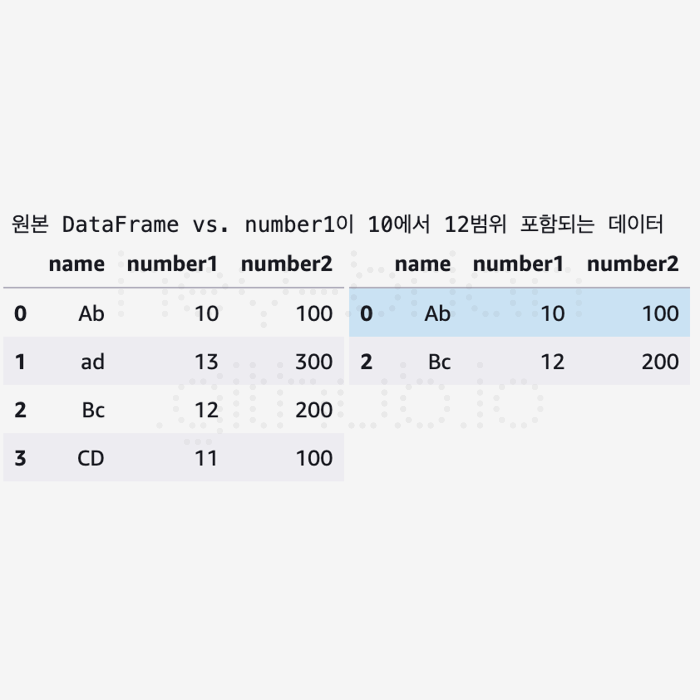 원본 DataFrame vs. number1이 10에서 12범위 포함되는 데이터
name number1 number2 name number1 number2
0 Ab 10 100 0 Ab 10 100
1 ad 13 300 2 Bc 12 200
2 Bc 12 200
3 CD 11 100